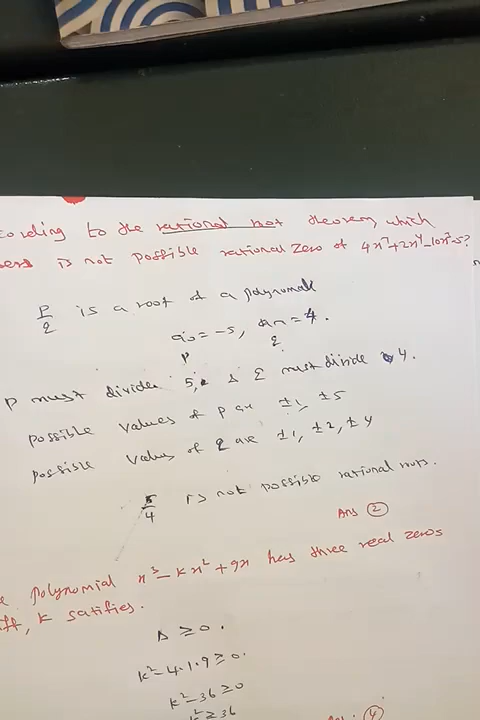 to the rational root theorem, which
is not possible rational zero of 4x⁷+2x⁴-10x³-5?
P/q is a root of a polynomial
a₀ = -5, an = 4.
P q
P must divide 5, & q must divide 4.
possible values of P are ±1, ±5
possible values of q are ±1, ±2, ±4
5/4 is not possible rational roots.
Ans ②
polynomial x³-kx²+9x has three real zeros
iff, k satifies.
Δ ≥ 0.
k²-4.1.9 ≥ 0.
k²-36 ≥ 0
k² ≥ 36
④